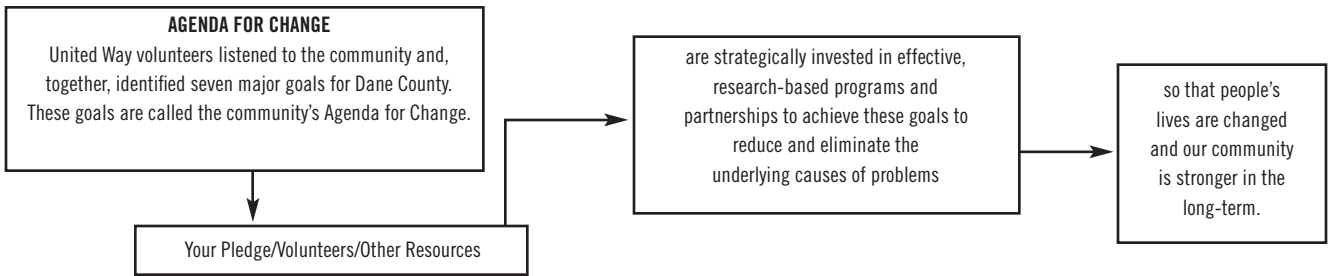 AGENDA FOR CHANGE
United Way volunteers listened to the community and,
together, identified seven major goals for Dane County.
These goals are called the community's Agenda for Change.
Your Pledge/Volunteers/Other Resources
are strategically invested in effective,
research-based programs and
partnerships to achieve these goals to
reduce and eliminate the
underlying causes of problems
so that people's
lives are changed
and our community
is stronger in the
long-term.